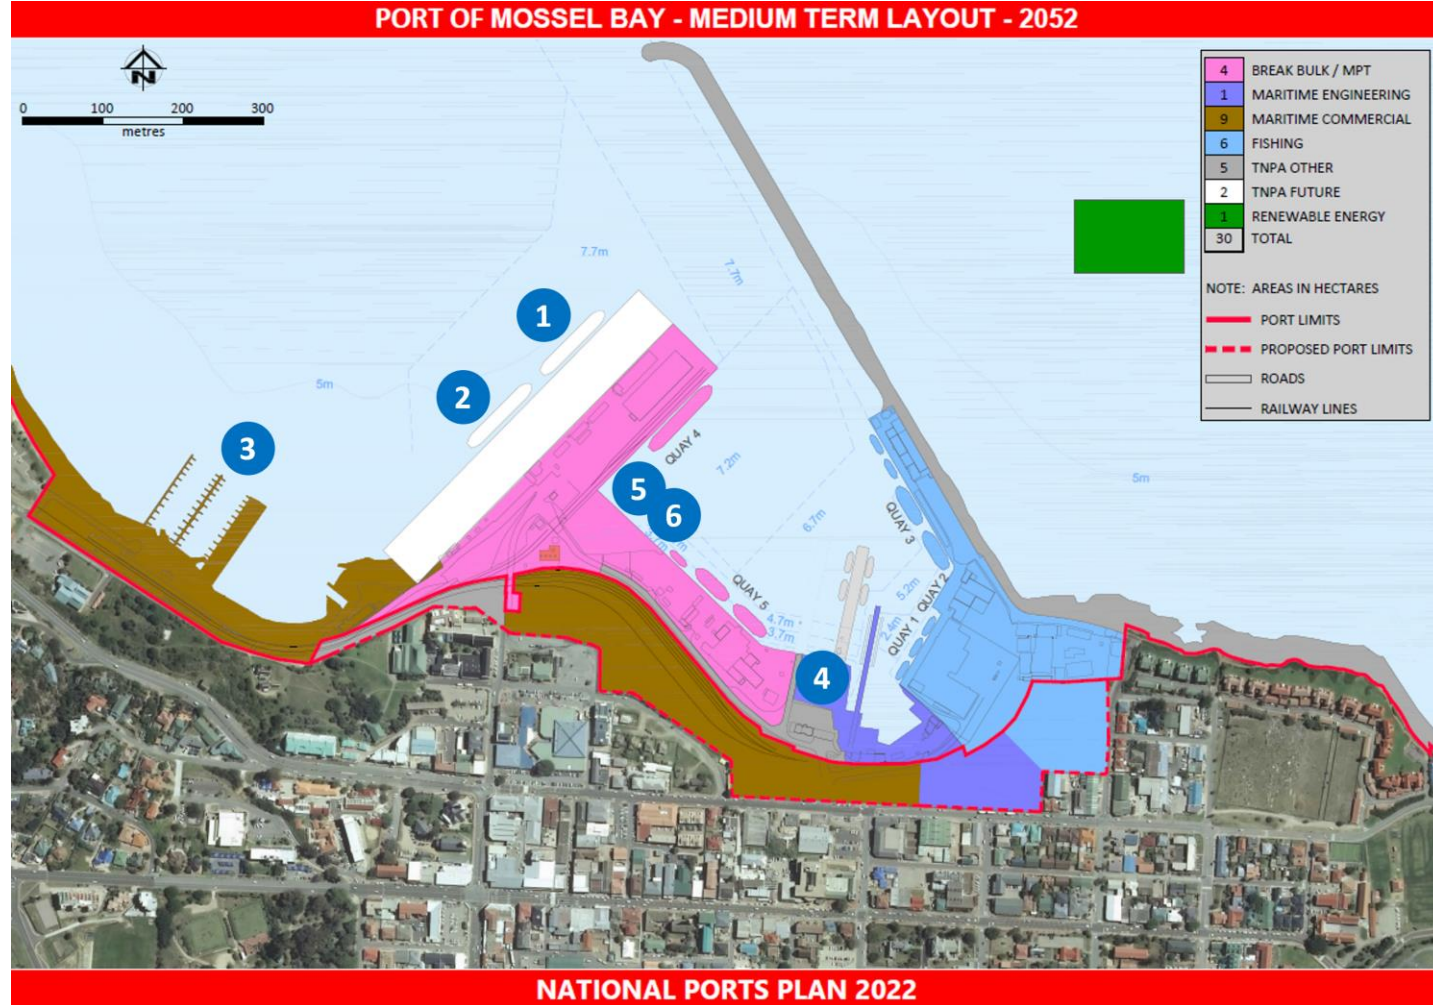 PORT OF MOSSEL BAY - MEDIUM TERM LAYOUT - 2052
N
0 100 200 300
metres
4 BREAK BULK / MPT
1 MARITIME ENGINEERING
9 MARITIME COMMERCIAL
6 FISHING
5 TNPA OTHER
2 TNPA FUTURE
1 RENEWABLE ENERGY
30 TOTAL
NOTE: AREAS IN HECTARES
PORT LIMITS
PROPOSED PORT LIMITS
ROADS
RAILWAY LINES
7.7m
7.7m
1
5m
2
3
QUAY 4
7.2m
5m
5
6
6.7m
QUAY 3
QUAY 5
5.2m
QUAY 2
4.7m *
3.7m
2.4m
QUAY 1
4
NATIONAL PORTS PLAN 2022